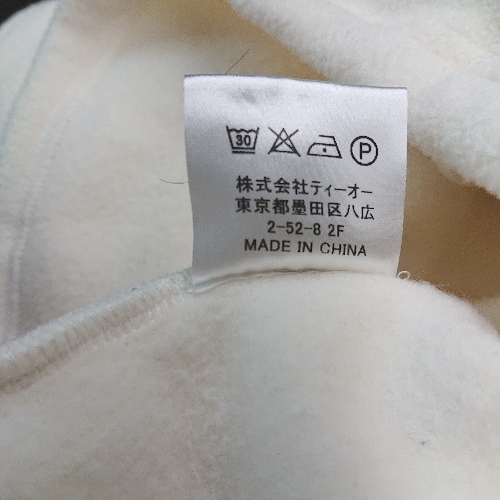 30
P
株式会社ティーオー
東京都墨田区八広
2-52-8 2F
MADE IN CHINA